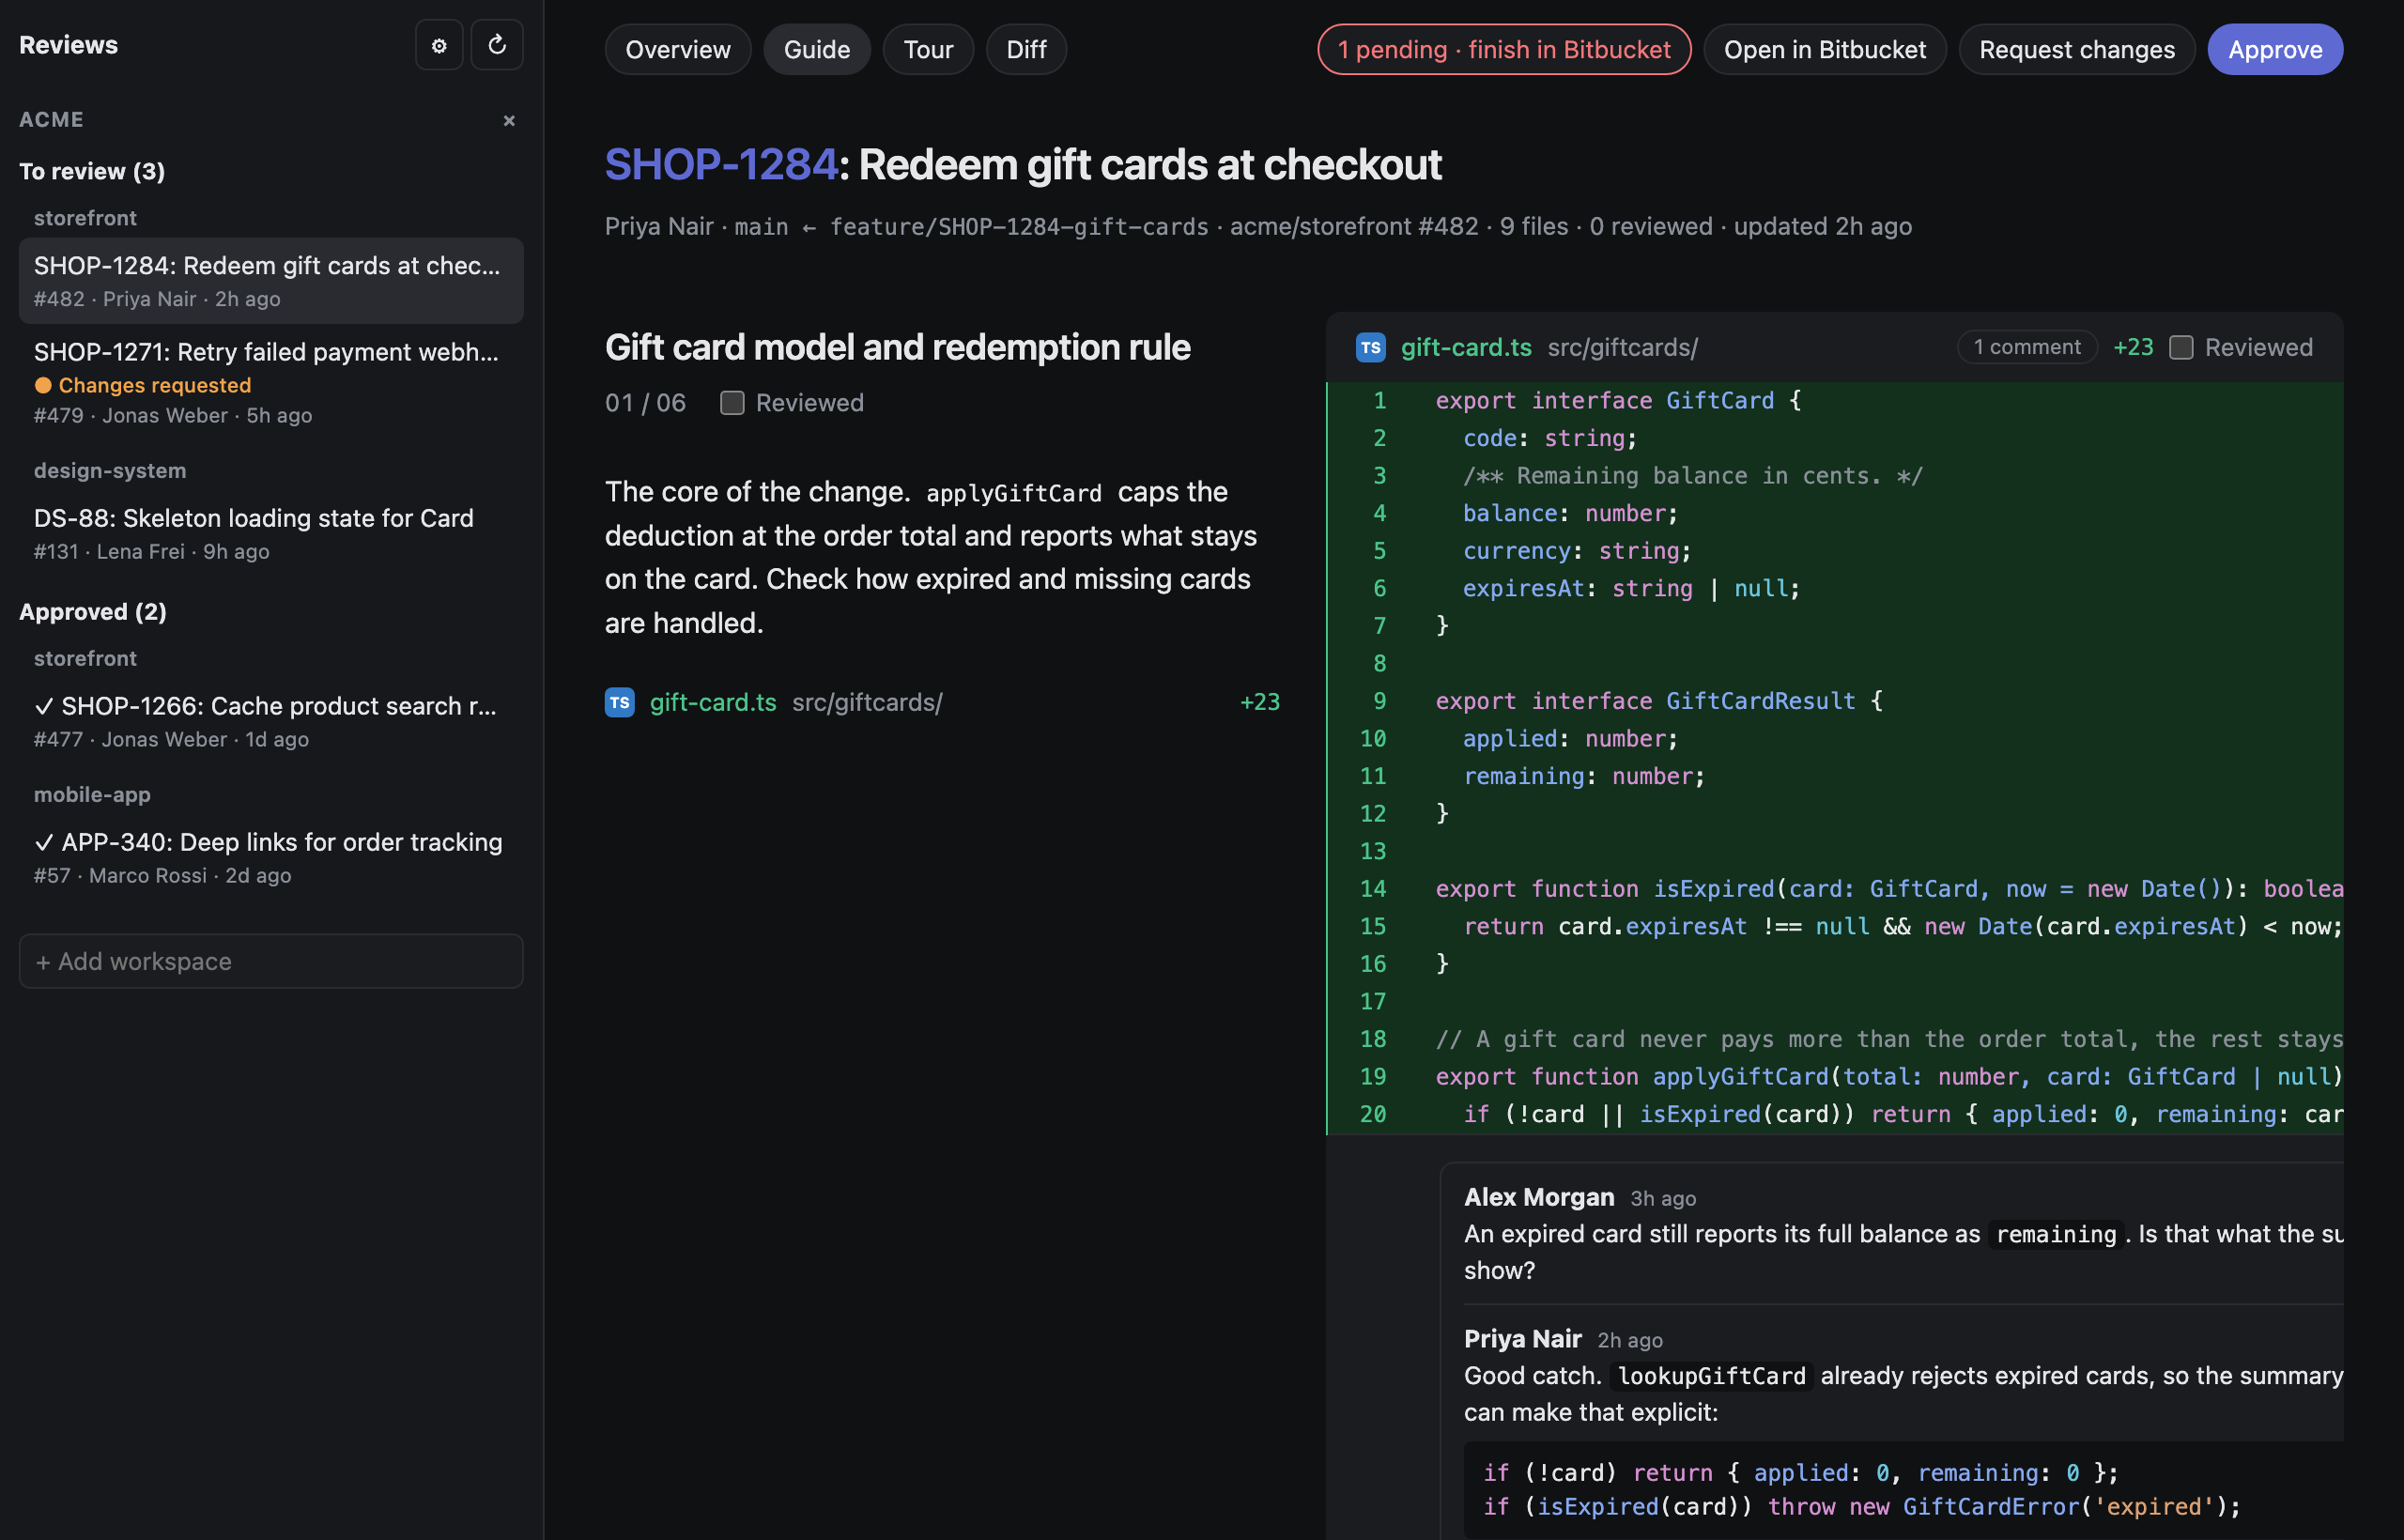 Reviews
⚙ ↻
ACME ×
To review (3)
storefront
SHOP-1284: Redeem gift cards at chec...
#482 · Priya Nair · 2h ago
SHOP-1271: Retry failed payment webh...
Changes requested
#479 · Jonas Weber · 5h ago
design-system
DS-88: Skeleton loading state for Card
#131 · Lena Frei · 9h ago
Approved (2)
storefront
✓ SHOP-1266: Cache product search r...
#477 · Jonas Weber · 1d ago
mobile-app
✓ APP-340: Deep links for order tracking
#57 · Marco Rossi · 2d ago
+ Add workspace
Overview Guide Tour Diff
1 pending · finish in Bitbucket Open in Bitbucket Request changes Approve
SHOP-1284: Redeem gift cards at checkout
Priya Nair · main ← feature/SHOP-1284-gift-cards · acme/storefront #482 · 9 files · 0 reviewed · updated 2h ago
Gift card model and redemption rule
01 / 06 Reviewed
The core of the change. applyGiftCard caps the
deduction at the order total and reports what stays
on the card. Check how expired and missing cards
are handled.
TS gift-card.ts src/giftcards/ +23
TS gift-card.ts src/giftcards/ 1 comment +23 Reviewed
1 export interface GiftCard {
2 code: string;
3 /** Remaining balance in cents. */
4 balance: number;
5 currency: string;
6 expiresAt: string | null;
7 }
8
9 export interface GiftCardResult {
10 applied: number;
11 remaining: number;
12 }
13
14 export function isExpired(card: GiftCard, now = new Date()): boolea
15 return card.expiresAt !== null && new Date(card.expiresAt) < now;
16 }
17
18 // A gift card never pays more than the order total, the rest stays
19 export function applyGiftCard(total: number, card: GiftCard | null)
20 if (!card || isExpired(card)) return { applied: 0, remaining: car
Alex Morgan 3h ago
An expired card still reports its full balance as remaining. Is that what the su
show?
Priya Nair 2h ago
Good catch. lookupGiftCard already rejects expired cards, so the summary
can make that explicit:
if (!card) return { applied: 0, remaining: 0 };
if (isExpired(card)) throw new GiftCardError('expired');